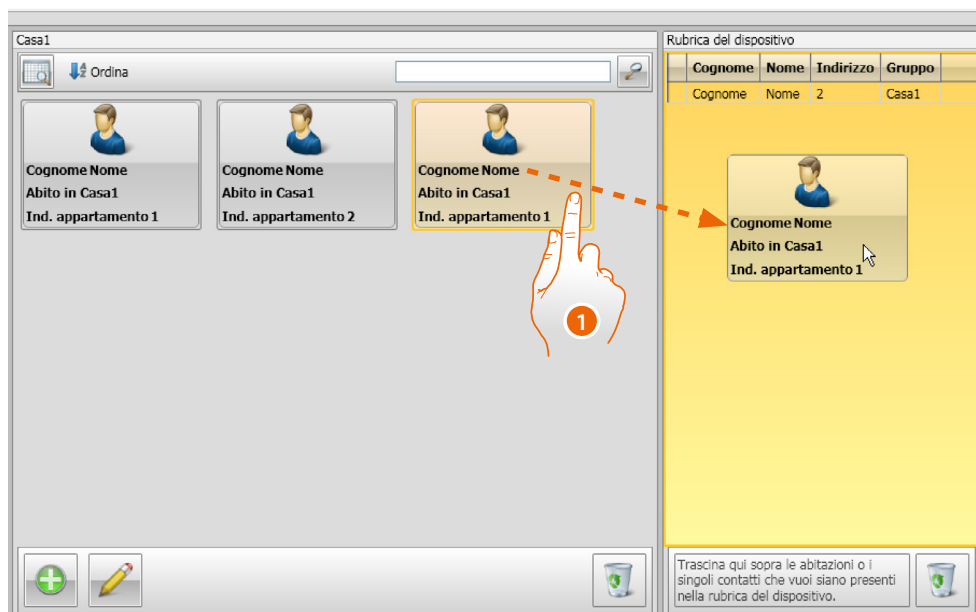 Casa1
Ordina
Cognome Nome
Abito in Casa1
Ind. appartamento 1
Cognome Nome
Abito in Casa1
Ind. appartamento 2
Cognome Nome
Abito in Casa1
Ind. appartamento 1
1
Rubrica del dispositivo
Cognome Nome Indirizzo Gruppo
Cognome Nome 2 Casa1
Cognome Nome
Abito in Casa1
Ind. appartamento 1
Trascina qui sopra le abitazioni o i
singoli contatti che vuoi siano presenti
nella rubrica del dispositivo.